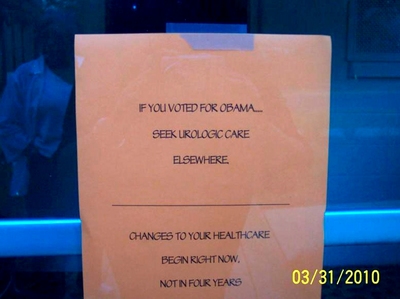 IF YOU VOTED FOR OBAMA....
SEEK UROLOGIC CARE
ELSEWHERE.
CHANGES TO YOUR HEALTHCARE
BEGIN RIGHT NOW,
NOT IN FOUR YEARS
03/31/2010